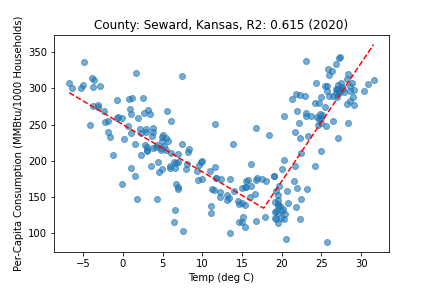 County: Seward, Kansas, R2: 0.615 (2020)
Per-Capita Consumption (MMBtu/1000 Households)
350
300
250
200
150
100
−5 0 5 10 15 20 25 30
Temp (deg C)